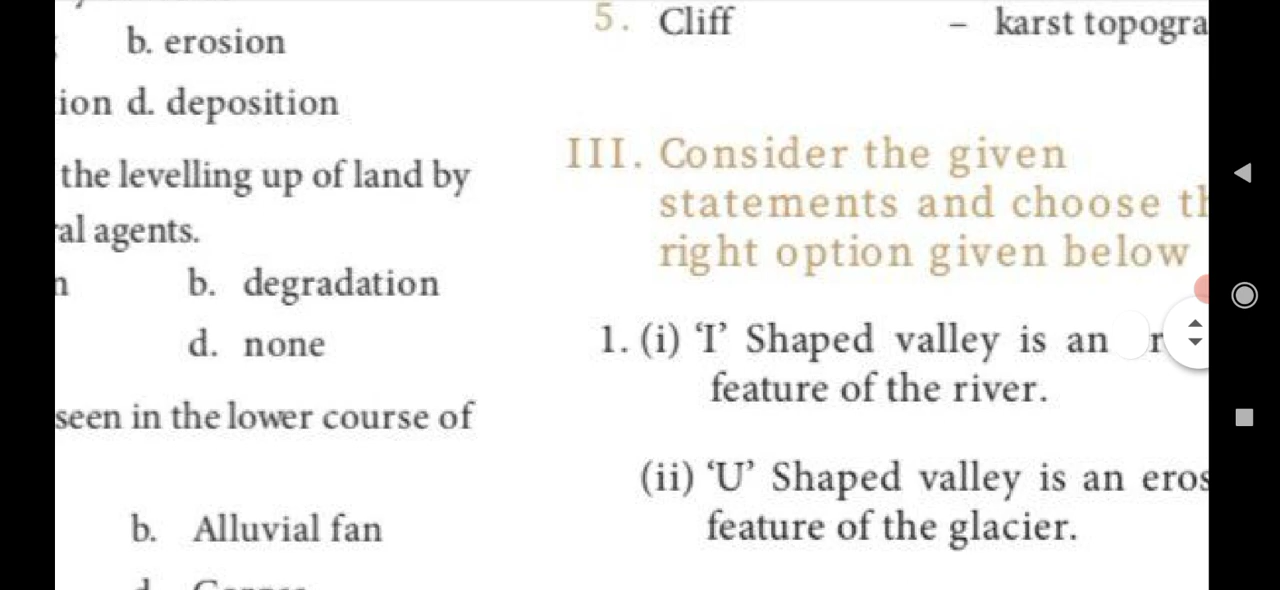 b. erosion
ion d. deposition
the levelling up of land by
al agents.
b. degradation
d. none
seen in the lower course of
b. Alluvial fan
5. Cliff – karst topogra
III. Consider the given
statements and choose th
right option given below
1. (i) ‘I’ Shaped valley is an
feature of the river.
(ii) ‘U’ Shaped valley is an eros
feature of the glacier.